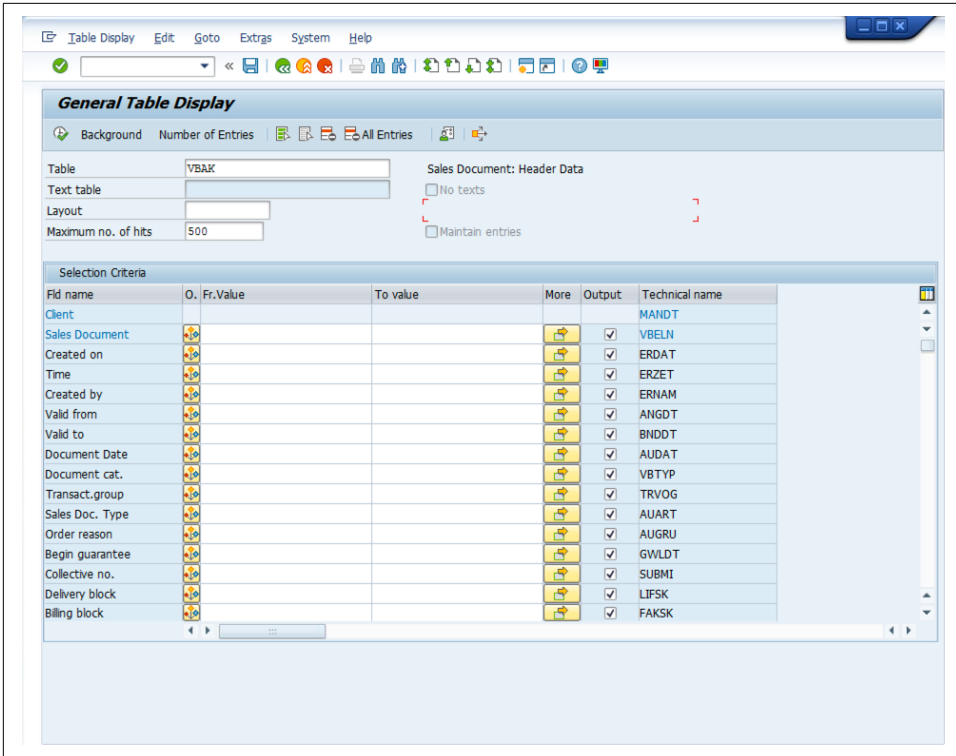 Table Display Edit Goto Extras System Help
General Table Display
Background Number of Entries All Entries
Table VBAK Sales Document: Header Data
Text table No texts
Layout
Maximum no. of hits 500 Maintain entries
Selection Criteria
Fld name O. Fr.Value To value More Output Technical name
Client MANDT
Sales Document VBELN
Created on ERDAT
Time ERZET
Created by ERNAM
Valid from ANGDT
Valid to BNDDT
Document Date AUDAT
Document cat. VBTYP
Transact.group TRVOG
Sales Doc. Type AUART
Order reason AUGRU
Begin guarantee GWLDT
Collective no. SUBMI
Delivery block LIFSK
Billing block FAKSK